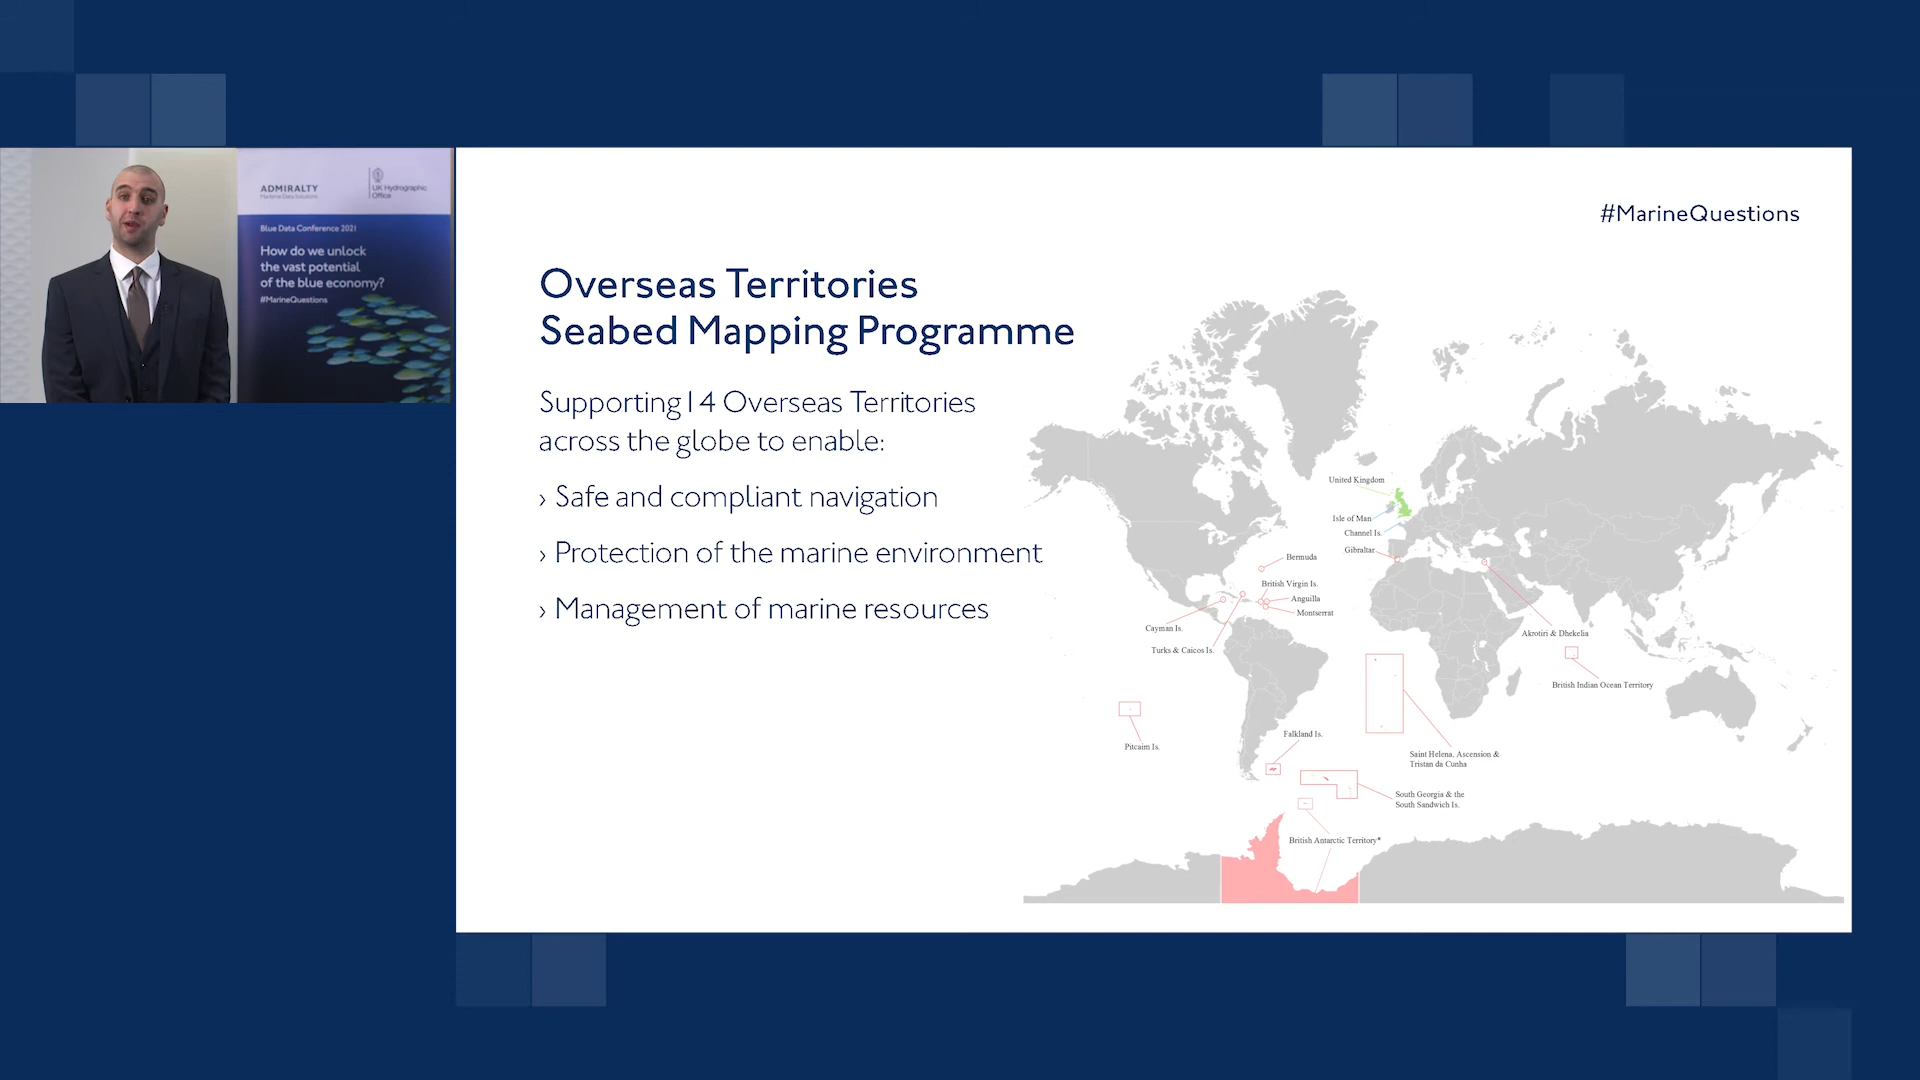 ADMIRALTY
Maritime Data Solutions
UK Hydrographic
Office
Blue Data Conference 2021
How do we unlock
the vast potential
of the blue economy?
#MarineQuestions
#MarineQuestions
Overseas Territories
Seabed Mapping Programme
Supporting 14 Overseas Territories
across the globe to enable:
› Safe and compliant navigation
› Protection of the marine environment
› Management of marine resources
United Kingdom
Isle of Man
Channel Is.
Gibraltar
Bermuda
British Virgin Is.
Anguilla
Montserrat
Cayman Is.
Turks & Caicos Is.
Akrotiri & Dhekelia
British Indian Ocean Territory
Pitcairn Is.
Falkland Is.
Saint Helena, Ascension &
Tristan da Cunha
South Georgia & the
South Sandwich Is.
British Antarctic Territory*